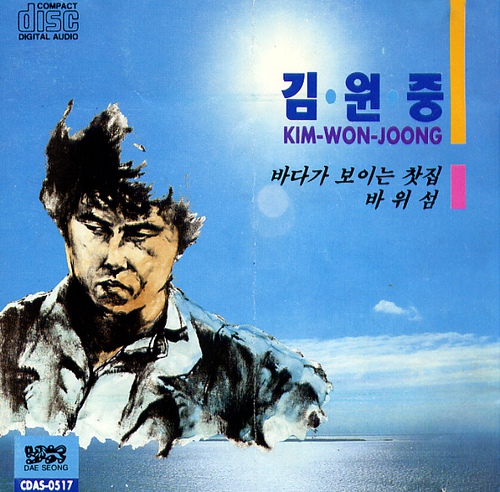 COMPACT
disc
DIGITAL AUDIO
김·원·중
KIM-WON-JOONG
바다가 보이는 찻집
바위섬
DAE SEONG
CDAS-0517